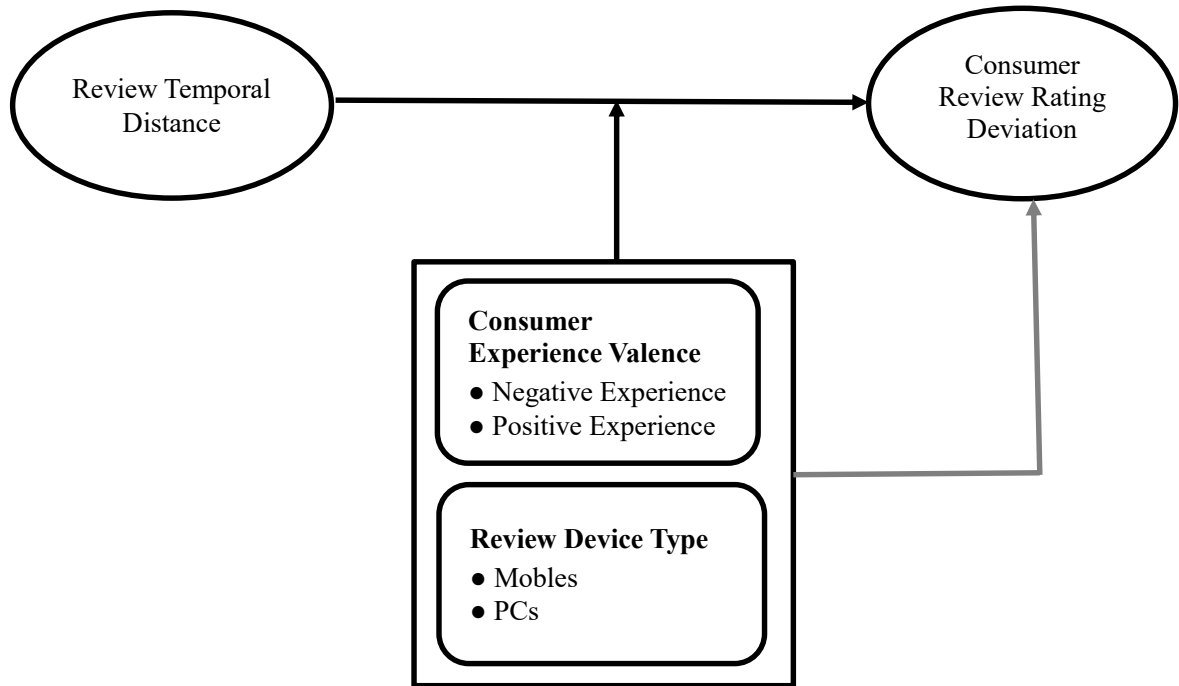 Review Temporal
Distance
Consumer
Review Rating
Deviation
Consumer
Experience Valence
● Negative Experience
● Positive Experience
Review Device Type
● Mobles
● PCs